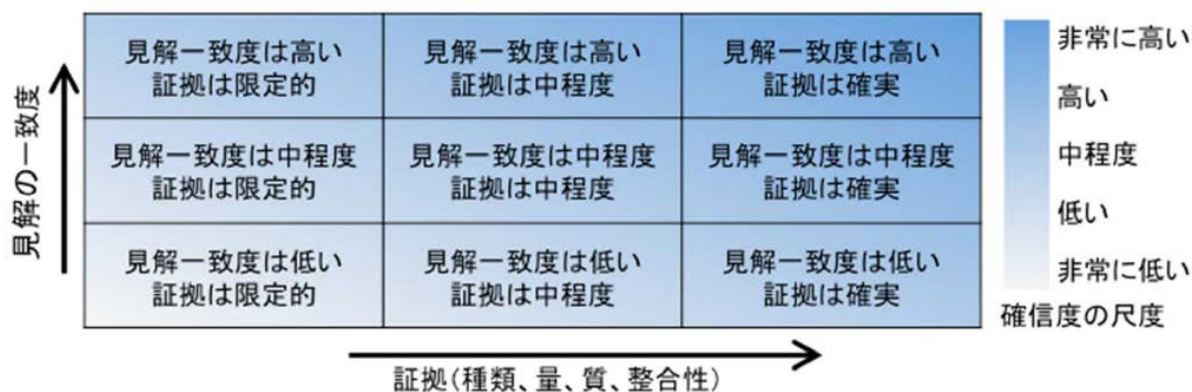 見解の一致度
見解一致度は高い
証拠は限定的
見解一致度は高い
証拠は中程度
見解一致度は高い
証拠は確実
見解一致度は中程度
証拠は限定的
見解一致度は中程度
証拠は中程度
見解一致度は中程度
証拠は確実
見解一致度は低い
証拠は限定的
見解一致度は低い
証拠は中程度
見解一致度は低い
証拠は確実
証拠(種類、量、質、整合性)
非常に高い
高い
中程度
低い
非常に低い
確信度の尺度